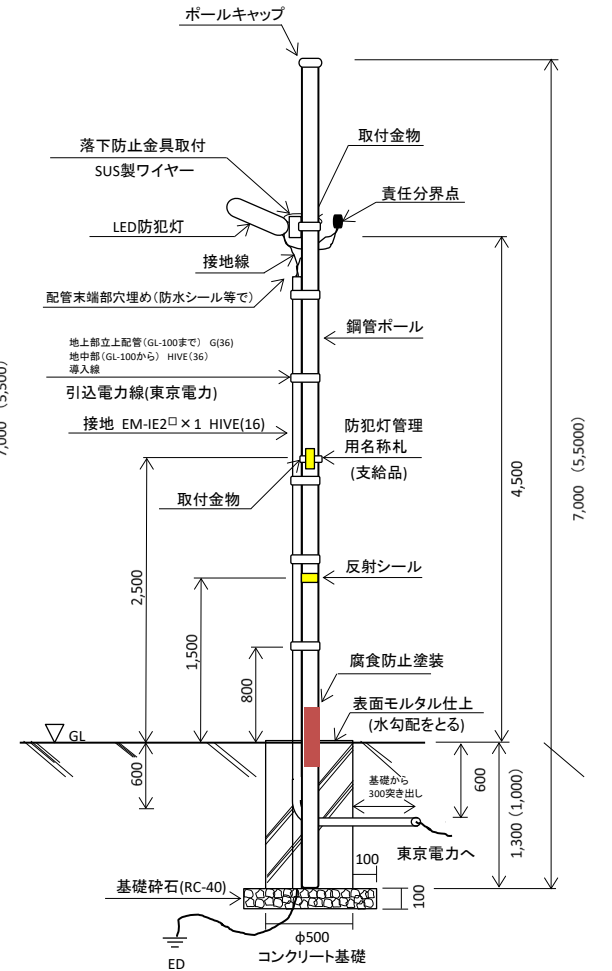 ポールキャップ
落下防止金具取付
SUS製ワイヤー
取付金物
責任分界点
LED防犯灯
接地線
配管末端部穴埋め(防水シール等で)
鋼管ポール
地上部立上配管(GL-100まで) G(36)
地中部(GL-100から) HIVE(36)
導入線
引込電力線(東京電力)
接地 EM-IE2□×1 HIVE(16)
防犯灯管理
用名称札
(支給品)
取付金物
4,500
7,000 (5,5000)
7,000 (5,500)
2,500
反射シール
1,500
800
腐食防止塗装
表面モルタル仕上
(水勾配をとる)
GL
600
基礎から
300突き出し
600
1,300 (1,000)
東京電力へ
100
基礎砕石(RC-40)
100
φ500
コンクリート基礎
ED